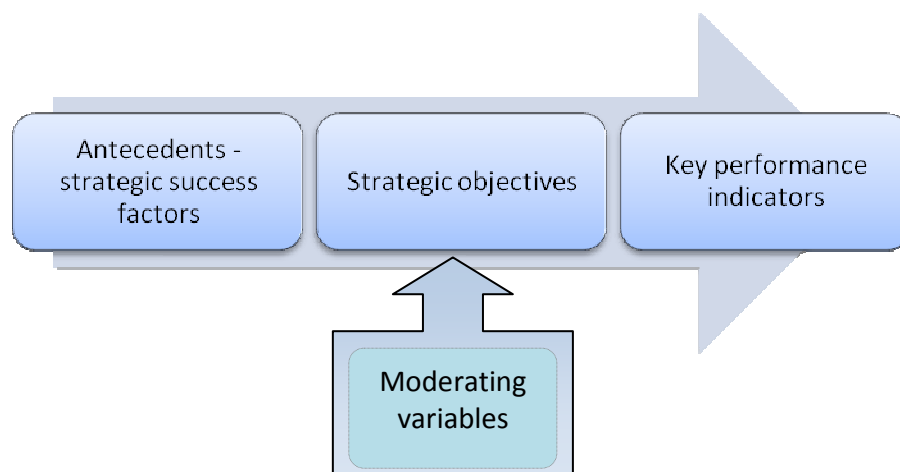 Antecedents -
strategic success
factors
Strategic objectives
Key performance
indicators
Moderating
variables